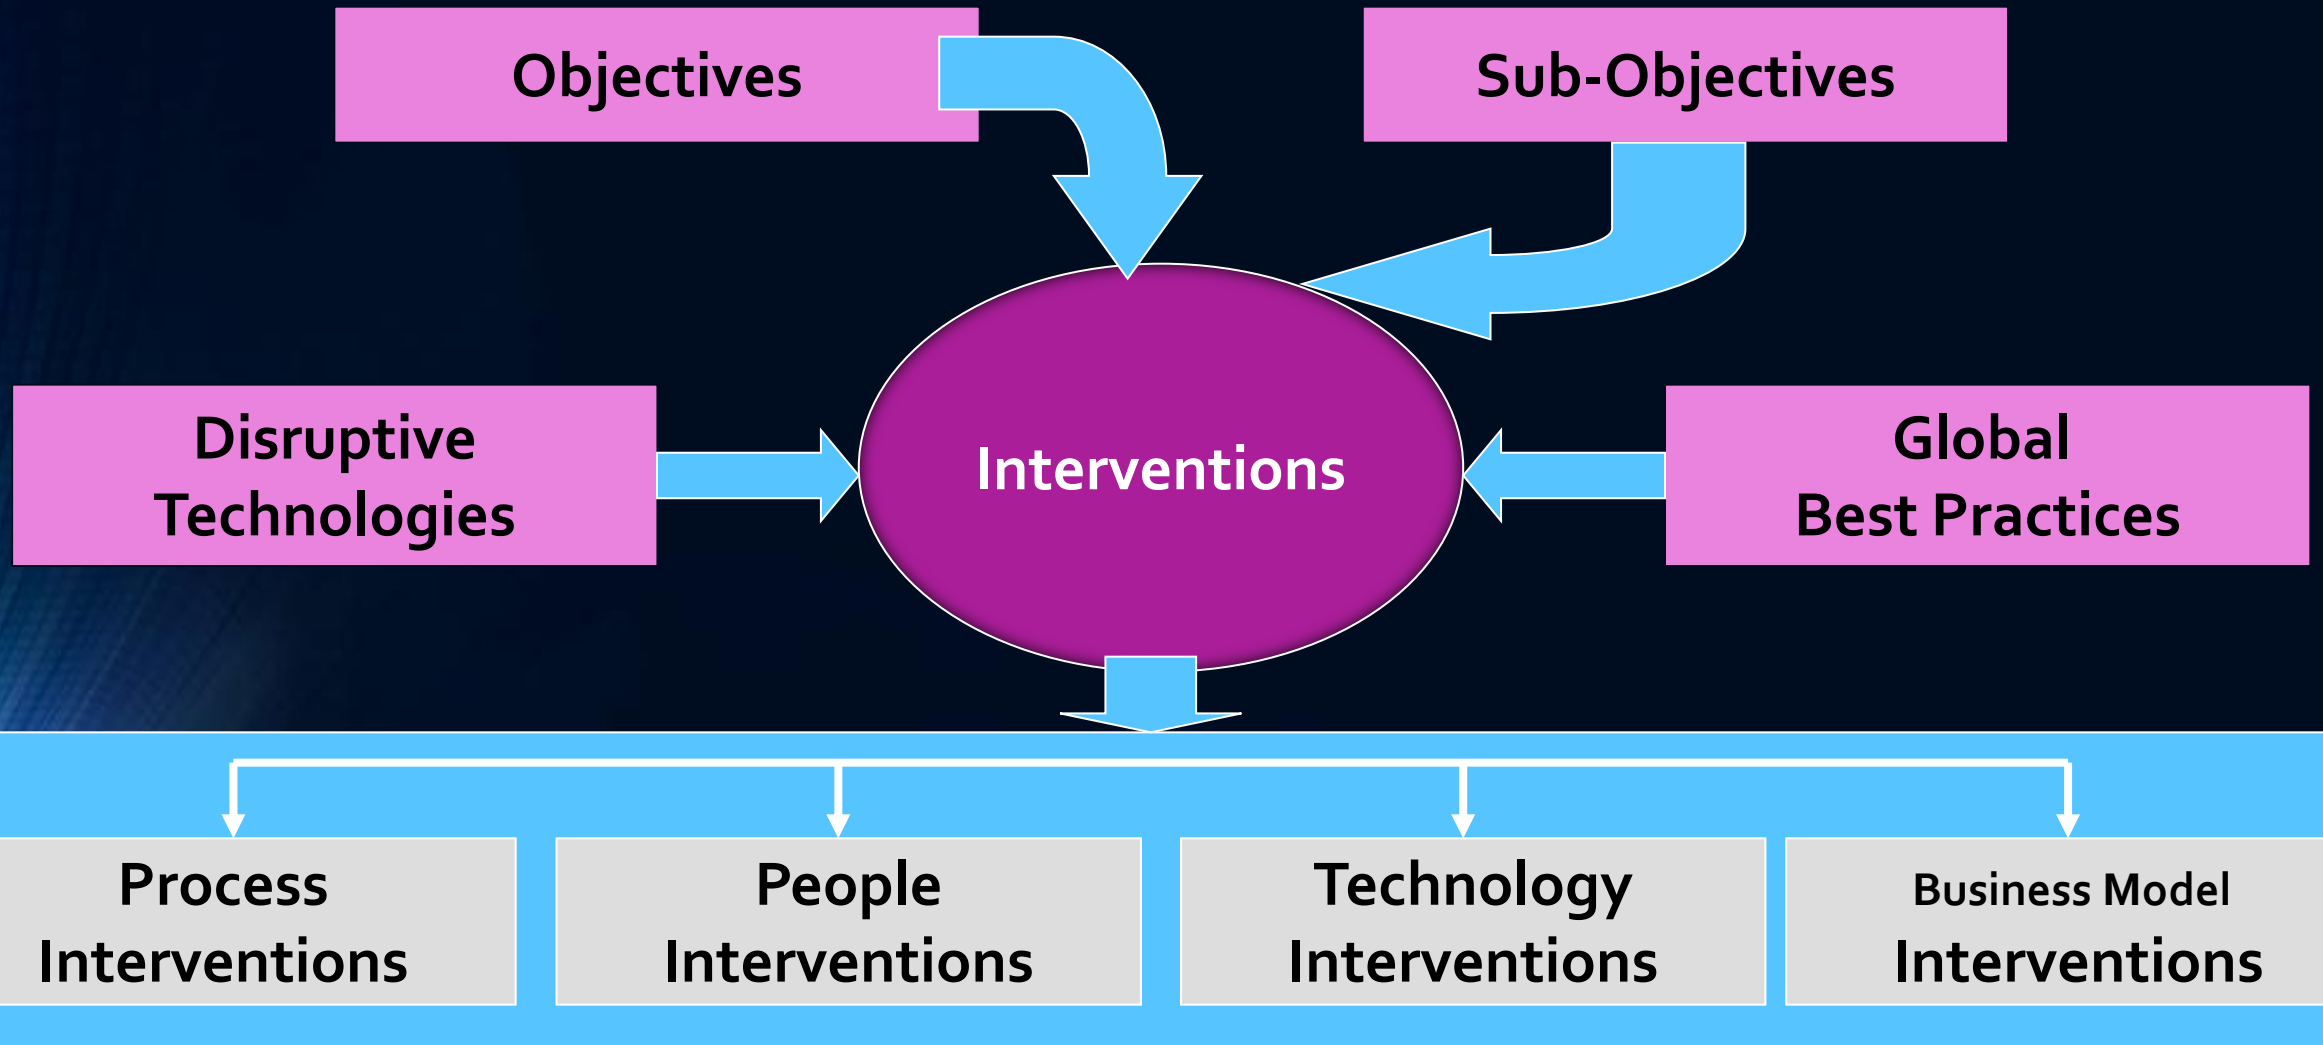 Objectives
Sub-Objectives
Disruptive
Technologies
Interventions
Global
Best Practices
Process
Interventions
People
Interventions
Technology
Interventions
Business Model
Interventions